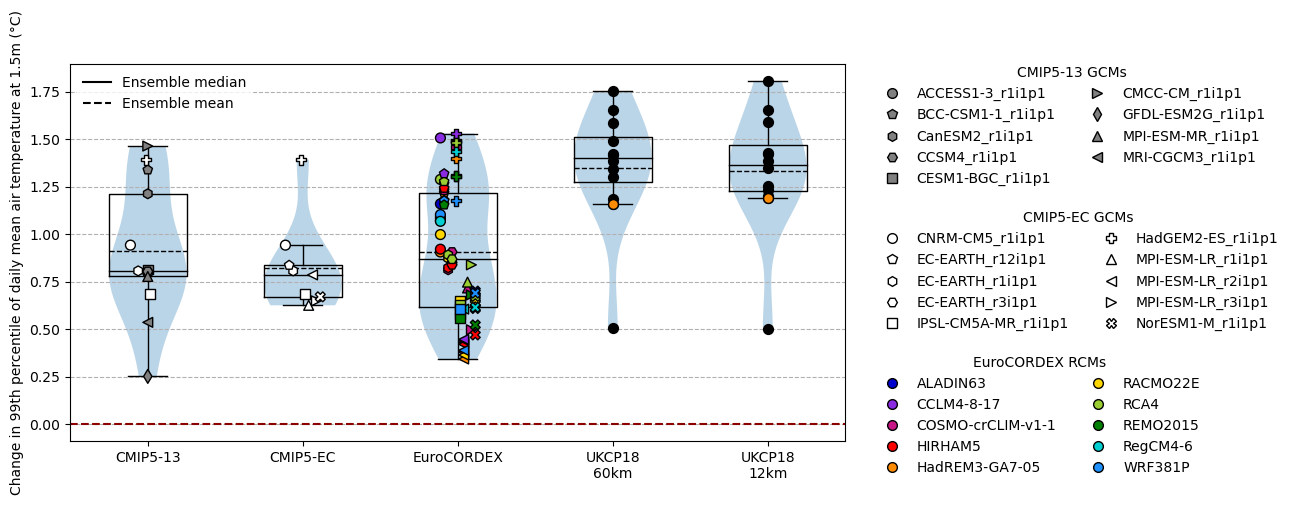 Change in 99th percentile of daily mean air temperature at 1.5m (°C)
Ensemble median
Ensemble mean
1.75
1.50
1.25
1.00
0.75
0.50
0.25
0.00
CMIP5-13
CMIP5-EC
EuroCORDEX
UKCP18
60km
UKCP18
12km
CMIP5-13 GCMs
ACCESS1-3_r1i1p1
BCC-CSM1-1_r1i1p1
CanESM2_r1i1p1
CCSM4_r1i1p1
CESM1-BGC_r1i1p1
CMCC-CM_r1i1p1
GFDL-ESM2G_r1i1p1
MPI-ESM-MR_r1i1p1
MRI-CGCM3_r1i1p1
CMIP5-EC GCMs
CNRM-CM5_r1i1p1
EC-EARTH_r12i1p1
EC-EARTH_r1i1p1
EC-EARTH_r3i1p1
IPSL-CM5A-MR_r1i1p1
HadGEM2-ES_r1i1p1
MPI-ESM-LR_r1i1p1
MPI-ESM-LR_r2i1p1
MPI-ESM-LR_r3i1p1
NorESM1-M_r1i1p1
EuroCORDEX RCMs
ALADIN63
CCLM4-8-17
COSMO-crCLIM-v1-1
HIRHAM5
HadREM3-GA7-05
RACMO22E
RCA4
REMO2015
RegCM4-6
WRF381P